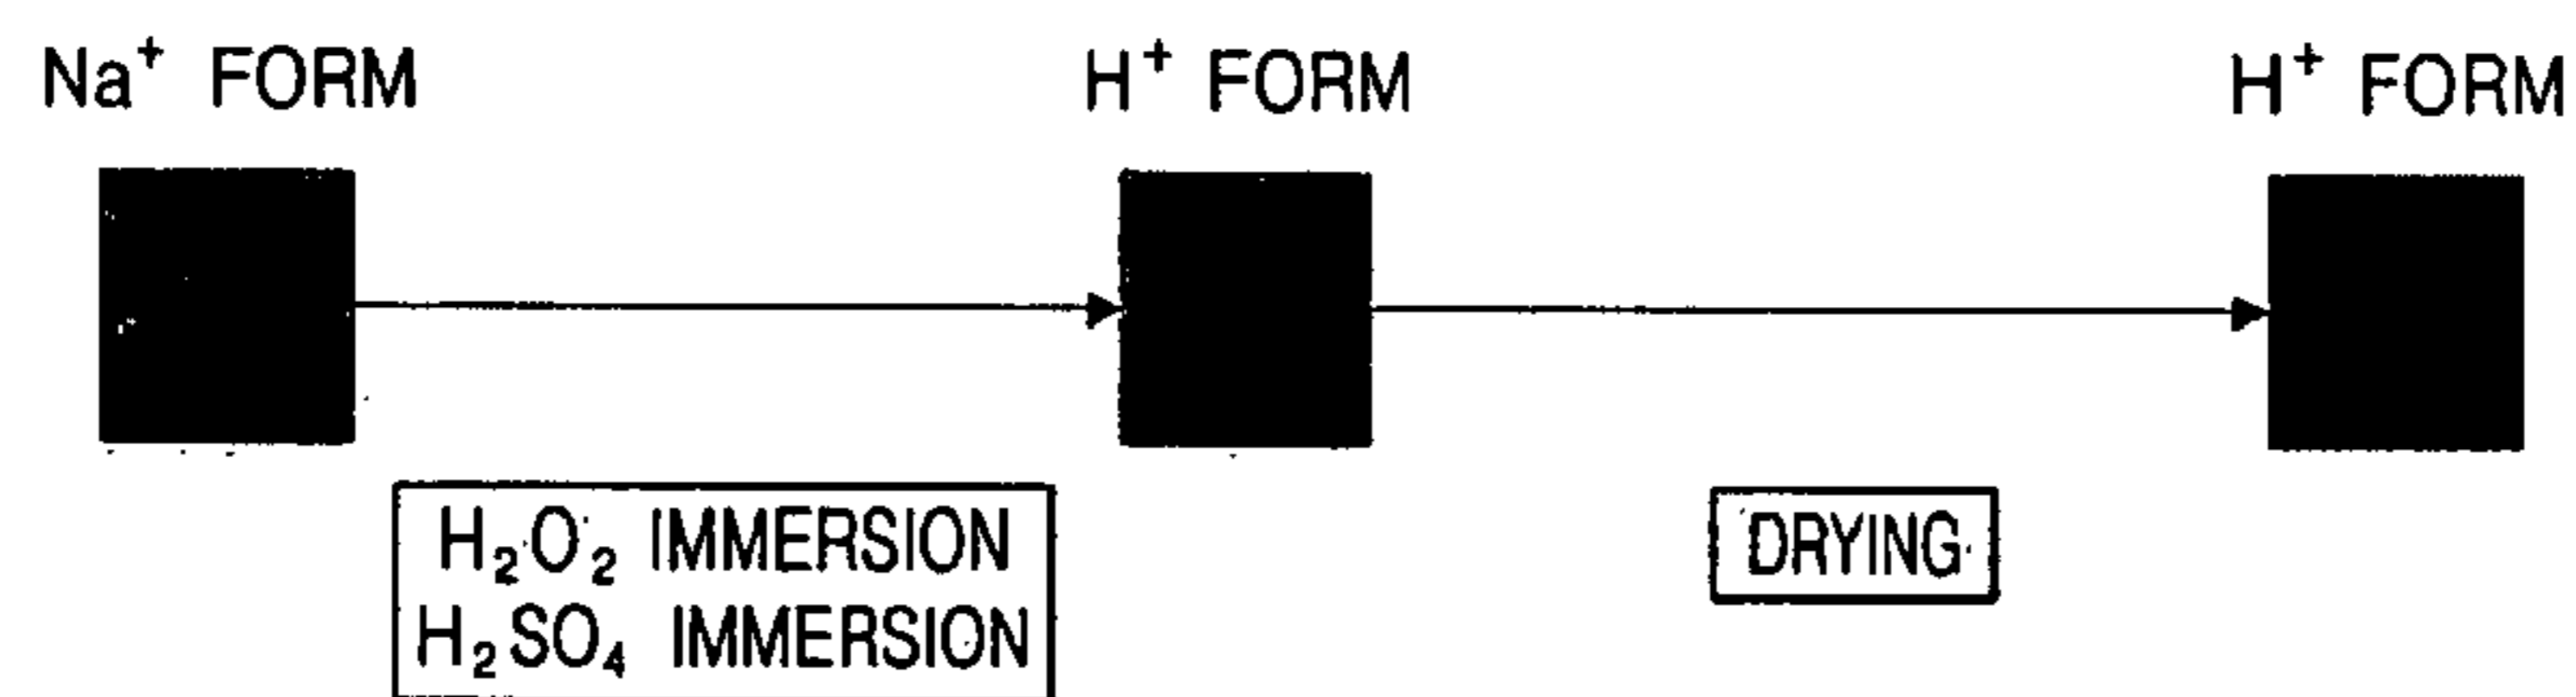 Na⁺ FORM
H⁺ FORM
H⁺ FORM
H₂O₂ IMMERSION
H₂SO₄ IMMERSION
DRYING